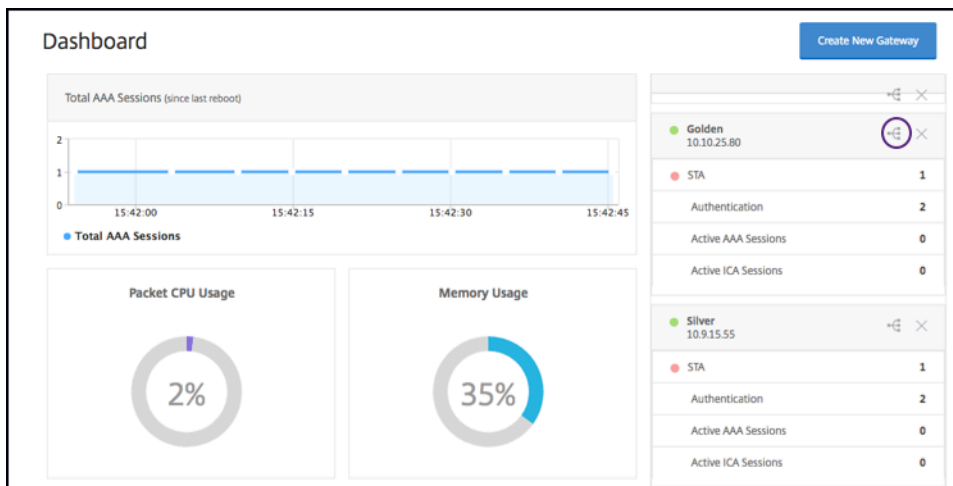 Dashboard
Create New Gateway
Total AAA Sessions (since last reboot)
2
1
0
15:42:00
15:42:15
15:42:30
15:42:45
Total AAA Sessions
Packet CPU Usage
2%
Memory Usage
35%
Golden
10.10.25.80
STA 1
Authentication 2
Active AAA Sessions 0
Active ICA Sessions 0
Silver
10.9.15.55
STA 1
Authentication 2
Active AAA Sessions 0
Active ICA Sessions 0